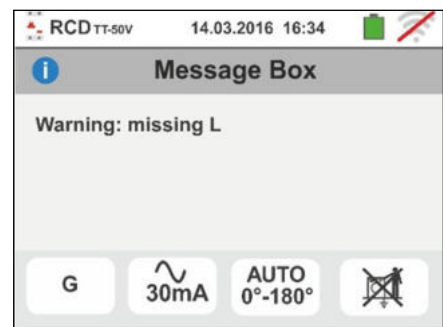 RCD TT-50V 14.03.2016 16:34
i Message Box
Warning: missing L
G 30mA AUTO
0°-180°